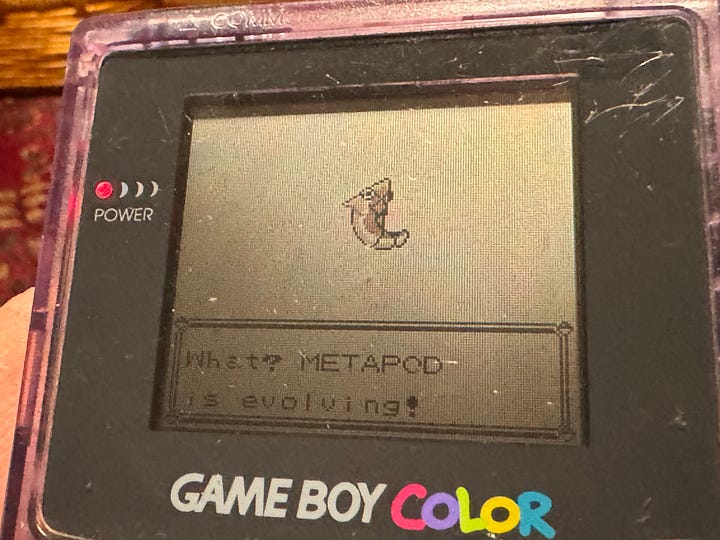 COMM
POWER
What? METAPOD
is evolving!
GAME BOY COLOR